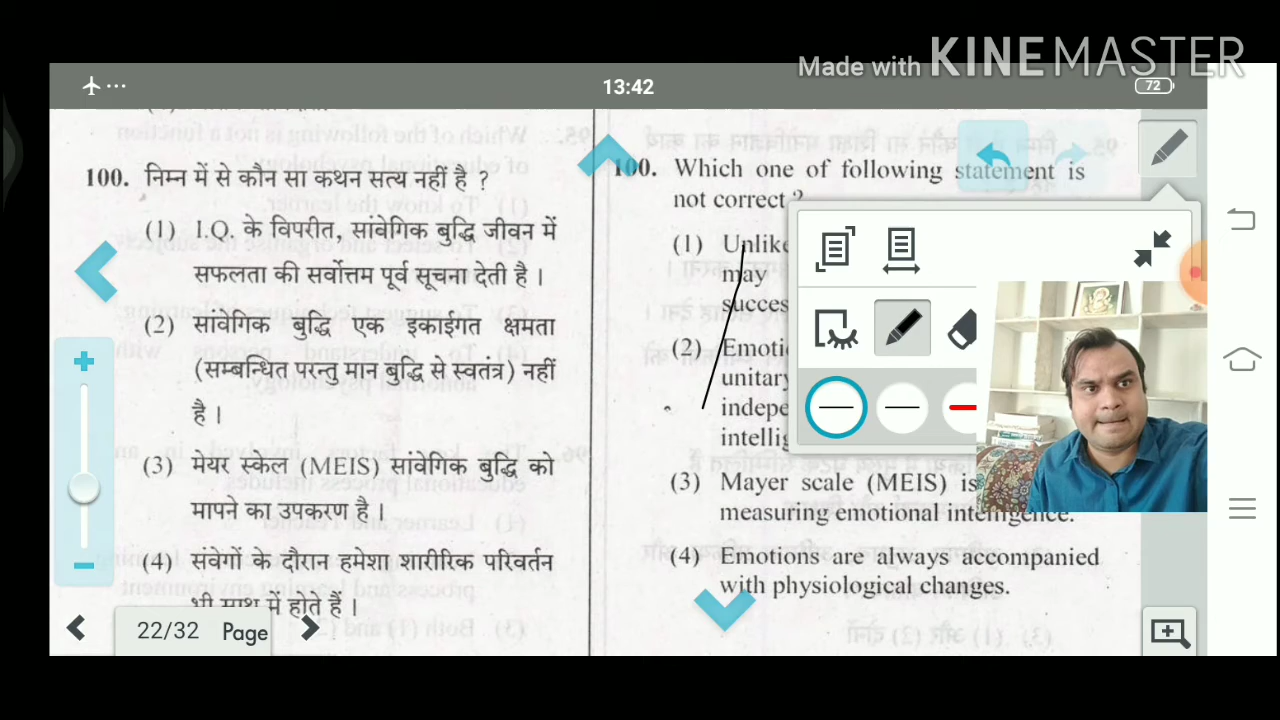 Made with KINEMASTER
13:42
72
100. निम्न में से कौन सा कथन सत्य नहीं है ?
(1) I.Q. के विपरीत, सांवेगिक बुद्धि जीवन में
सफलता की सर्वोत्तम पूर्व सूचना देती है ।
(2) सांवेगिक बुद्धि एक इकाईगत क्षमता
(सम्बन्धित परन्तु मान बुद्धि से स्वतंत्र) नहीं
है ।
(3) मेयर स्केल (MEIS) सांवेगिक बुद्धि को
मापने का उपकरण है ।
(4) संवेगों के दौरान हमेशा शारीरिक परिवर्तन
भी साथ में होते हैं ।
22/32 Page
100. Which one of following statement is
not correct ?
(1) Unlike
may
succes
(2) Emoti
unitary
indepe
intellig
(3) Mayer scale (MEIS) is
measuring emotional intelligence.
(4) Emotions are always accompanied
with physiological changes.